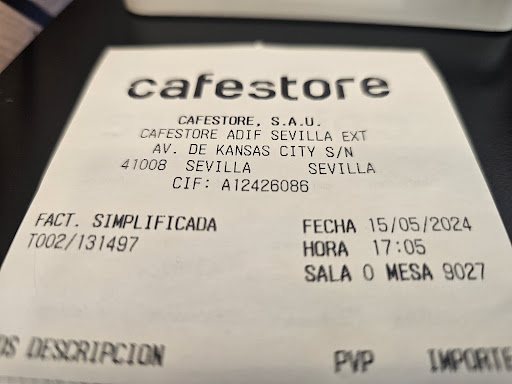 cafestore
CAFESTORE, S.A.U.
CAFESTORE ADIF SEVILLA EXT
AV. DE KANSAS CITY S/N
41008 SEVILLA SEVILLA
CIF: A12426086
FACT. SIMPLIFICADA FECHA 15/05/2024
T002/131497 HORA 17:05
SALA 0 MESA 9027
DESCRIPCION PVP IMPORTE